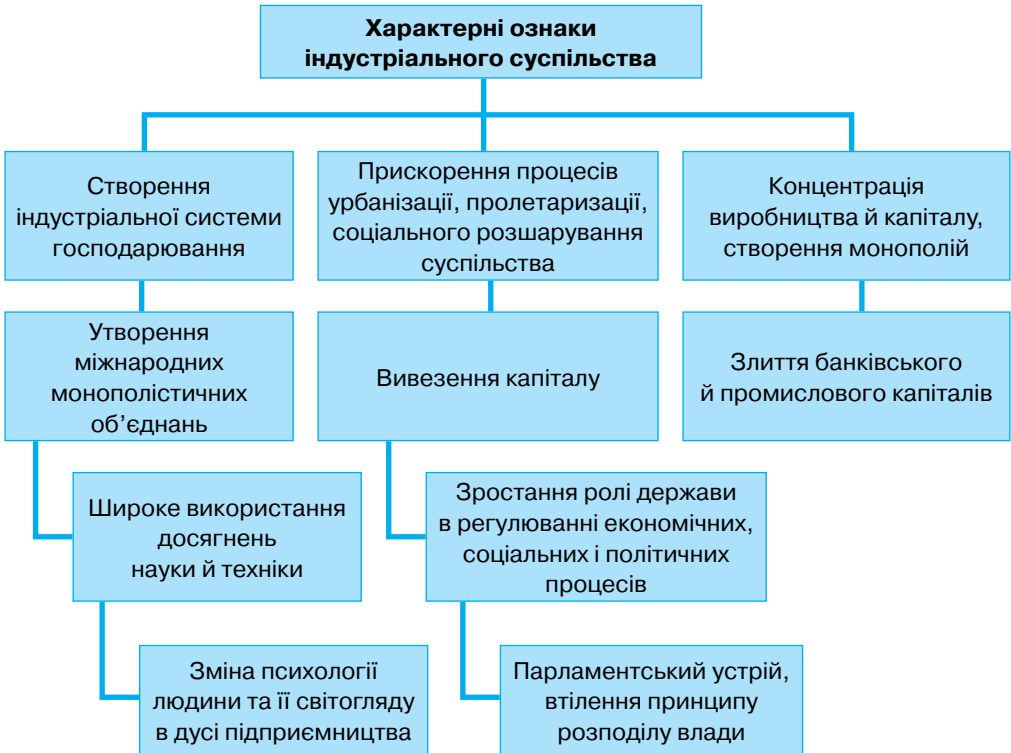 Характерні ознаки
індустріального суспільства
Створення
індустріальної системи
господарювання
Прискорення процесів
урбанізації, пролетаризації,
соціального розшарування
суспільства
Концентрація
виробництва й капіталу,
створення монополій
Утворення
міжнародних
монополістичних
об’єднань
Вивезення капіталу
Злиття банківського
й промислового капіталів
Широке використання
досягнень
науки й техніки
Зростання ролі держави
в регулюванні економічних,
соціальних і політичних
процесів
Зміна психології
людини та її світогляду
в дусі підприємництва
Парламентський устрій,
втілення принципу
розподілу влади